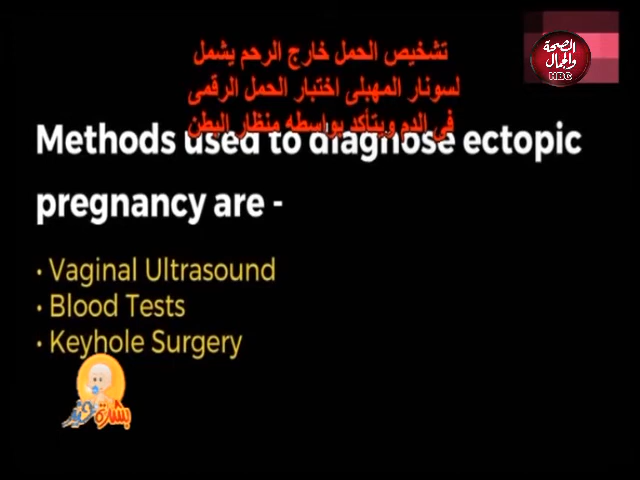 الصحة
والجمال
HBC
تشخيص الحمل خارج الرحم يشمل
لسونار المهبلى اختبار الحمل الرقمى
فى الدم ويتأكد بواسطه منظار البطن
Methods used to diagnose ectopic
pregnancy are -
• Vaginal Ultrasound
• Blood Tests
• Keyhole Surgery
بشرة